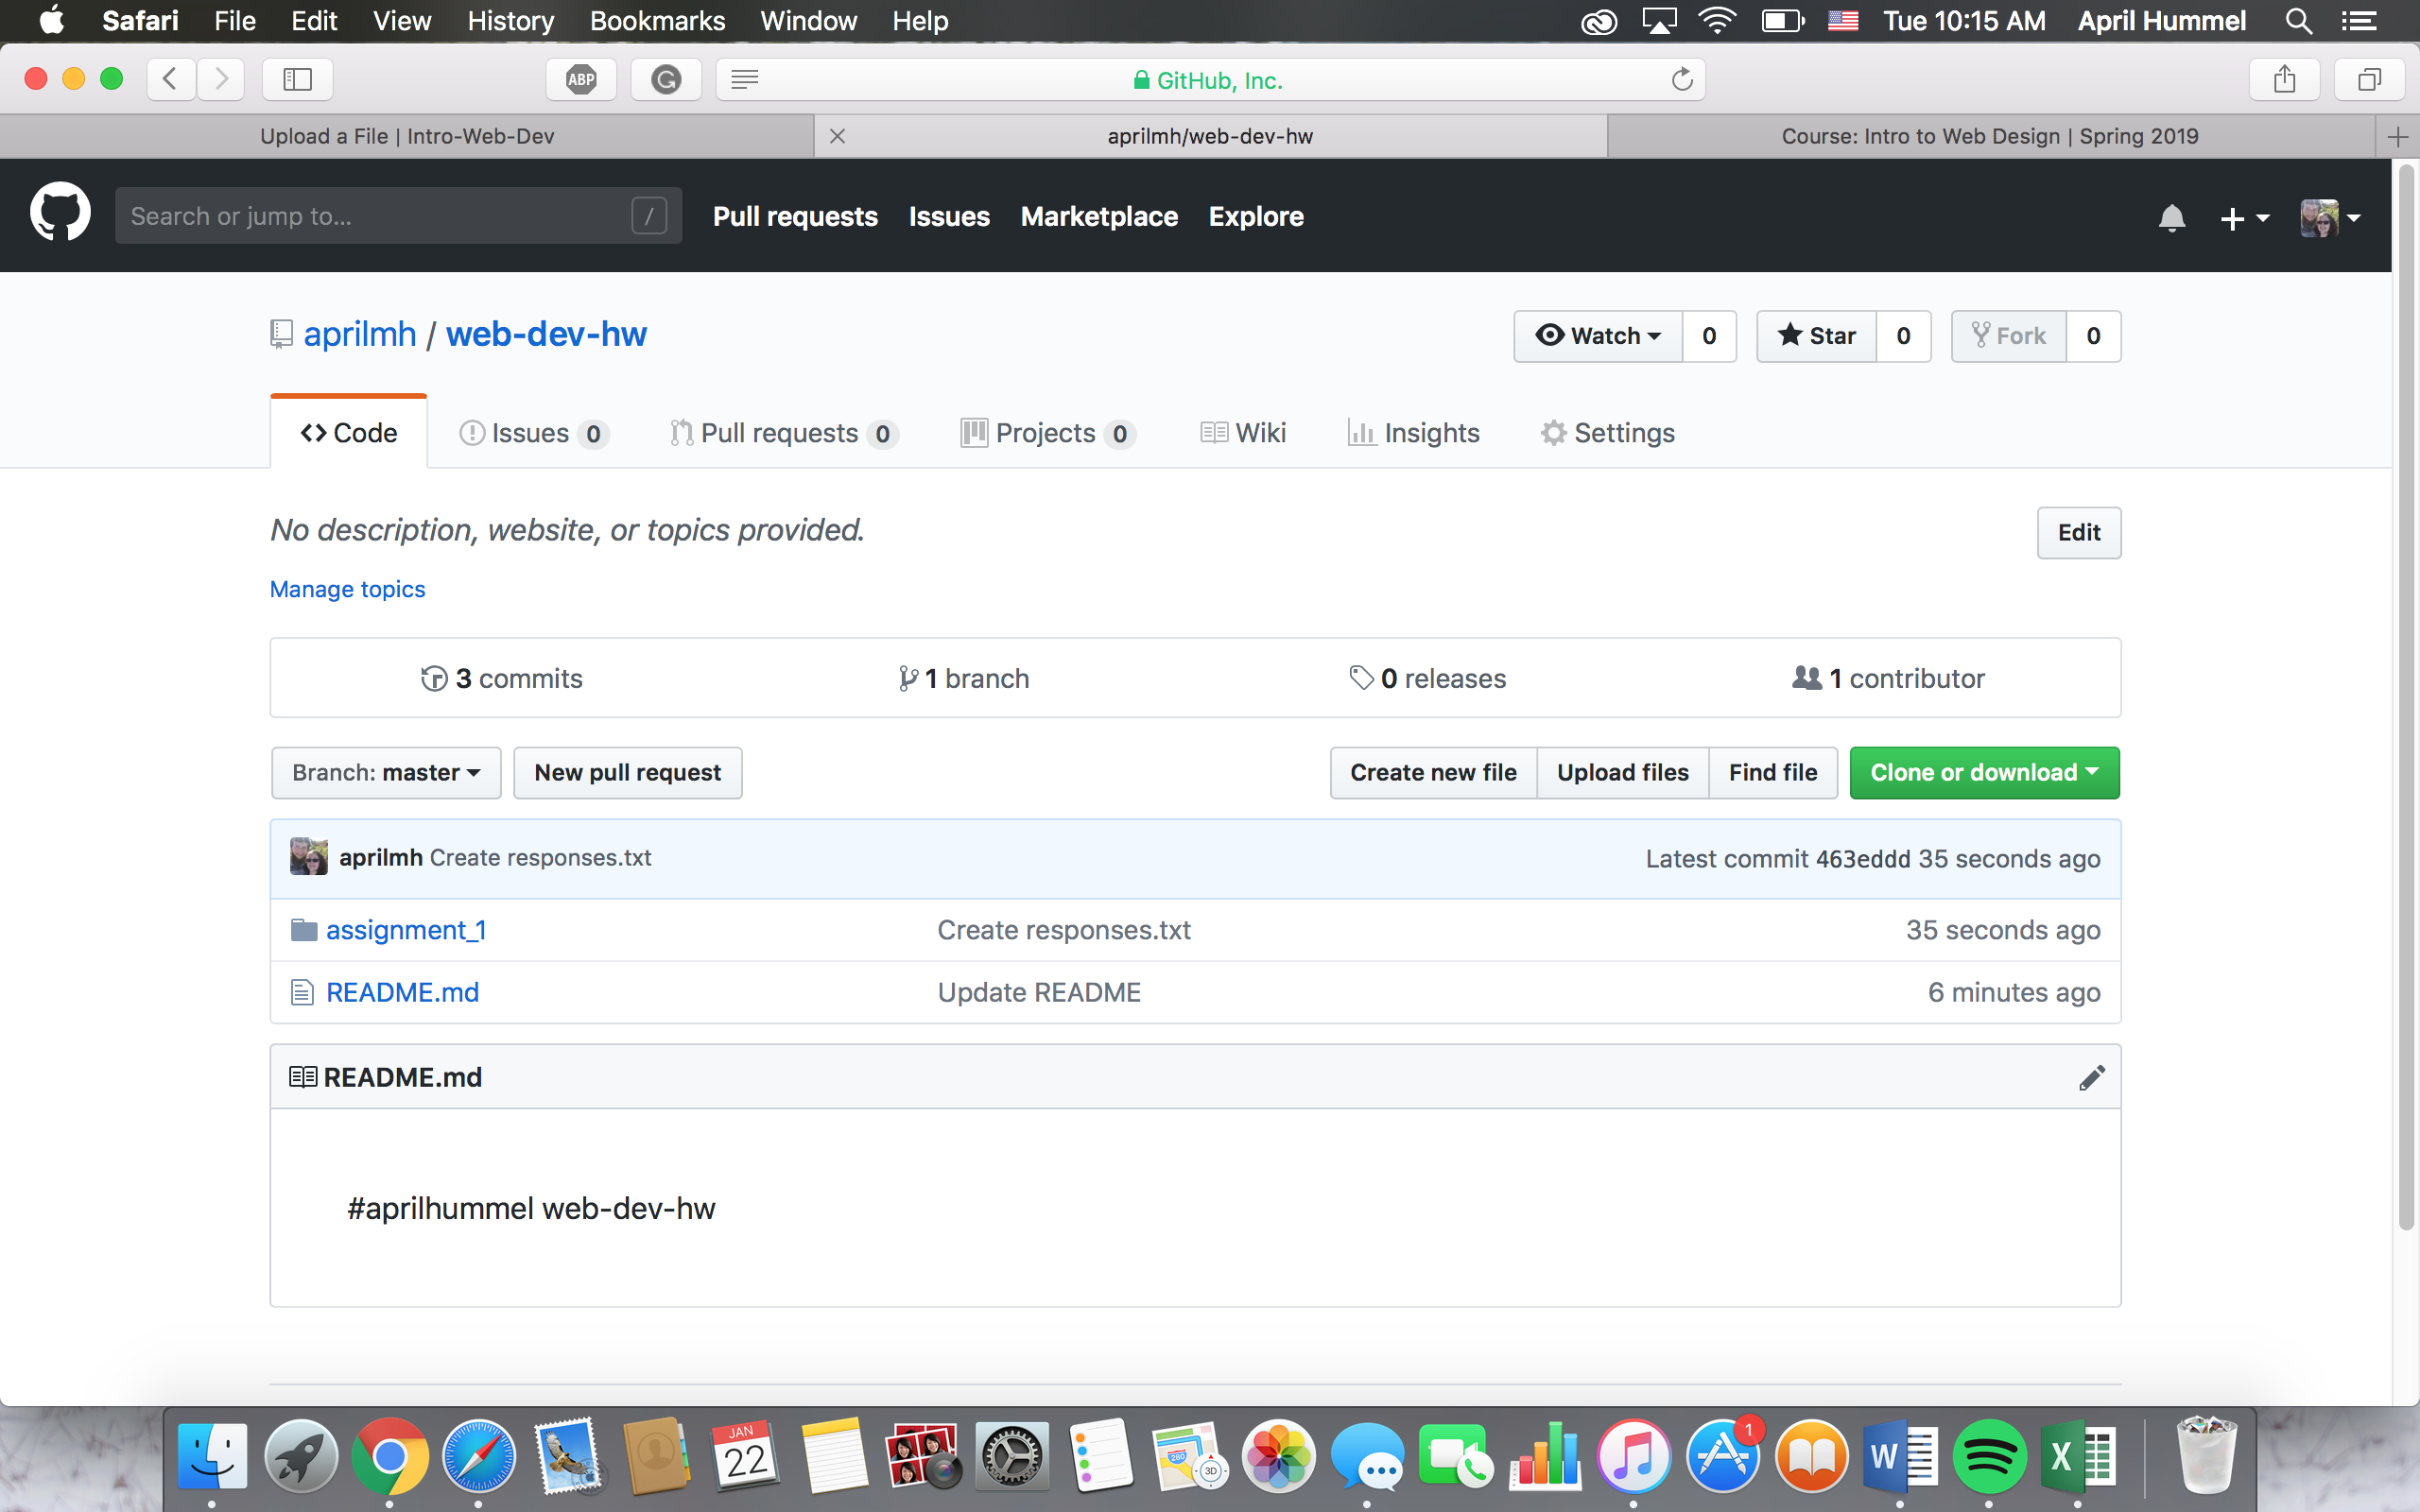 Safari File Edit View History Bookmarks Window Help Tue 10:15 AM April Hummel
ABP GitHub, Inc.
Upload a File | Intro-Web-Dev aprilmh/web-dev-hw Course: Intro to Web Design | Spring 2019
Search or jump to... / Pull requests Issues Marketplace Explore
aprilmh / web-dev-hw Watch 0 Star 0 Fork 0
Code Issues 0 Pull requests 0 Projects 0 Wiki Insights Settings
No description, website, or topics provided. Edit
Manage topics
3 commits 1 branch 0 releases 1 contributor
Branch: master New pull request Create new file Upload files Find file Clone or download
aprilmh Create responses.txt Latest commit 463eddd 35 seconds ago
assignment_1 Create responses.txt 35 seconds ago
README.md Update README 6 minutes ago
README.md
#aprilhummel web-dev-hw
JAN
22
280
3D
1
W
X